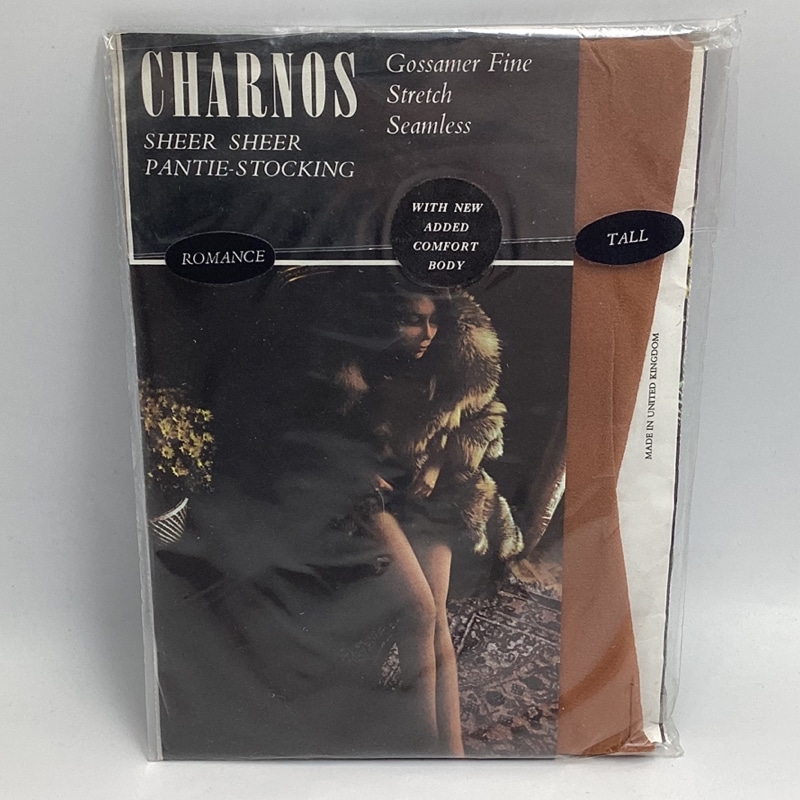 CHARNOS
SHEER SHEER
PANTIE-STOCKING
Gossamer Fine
Stretch
Seamless
ROMANCE
WITH NEW
ADDED
COMFORT
BODY
TALL
MADE IN UNITED KINGDOM